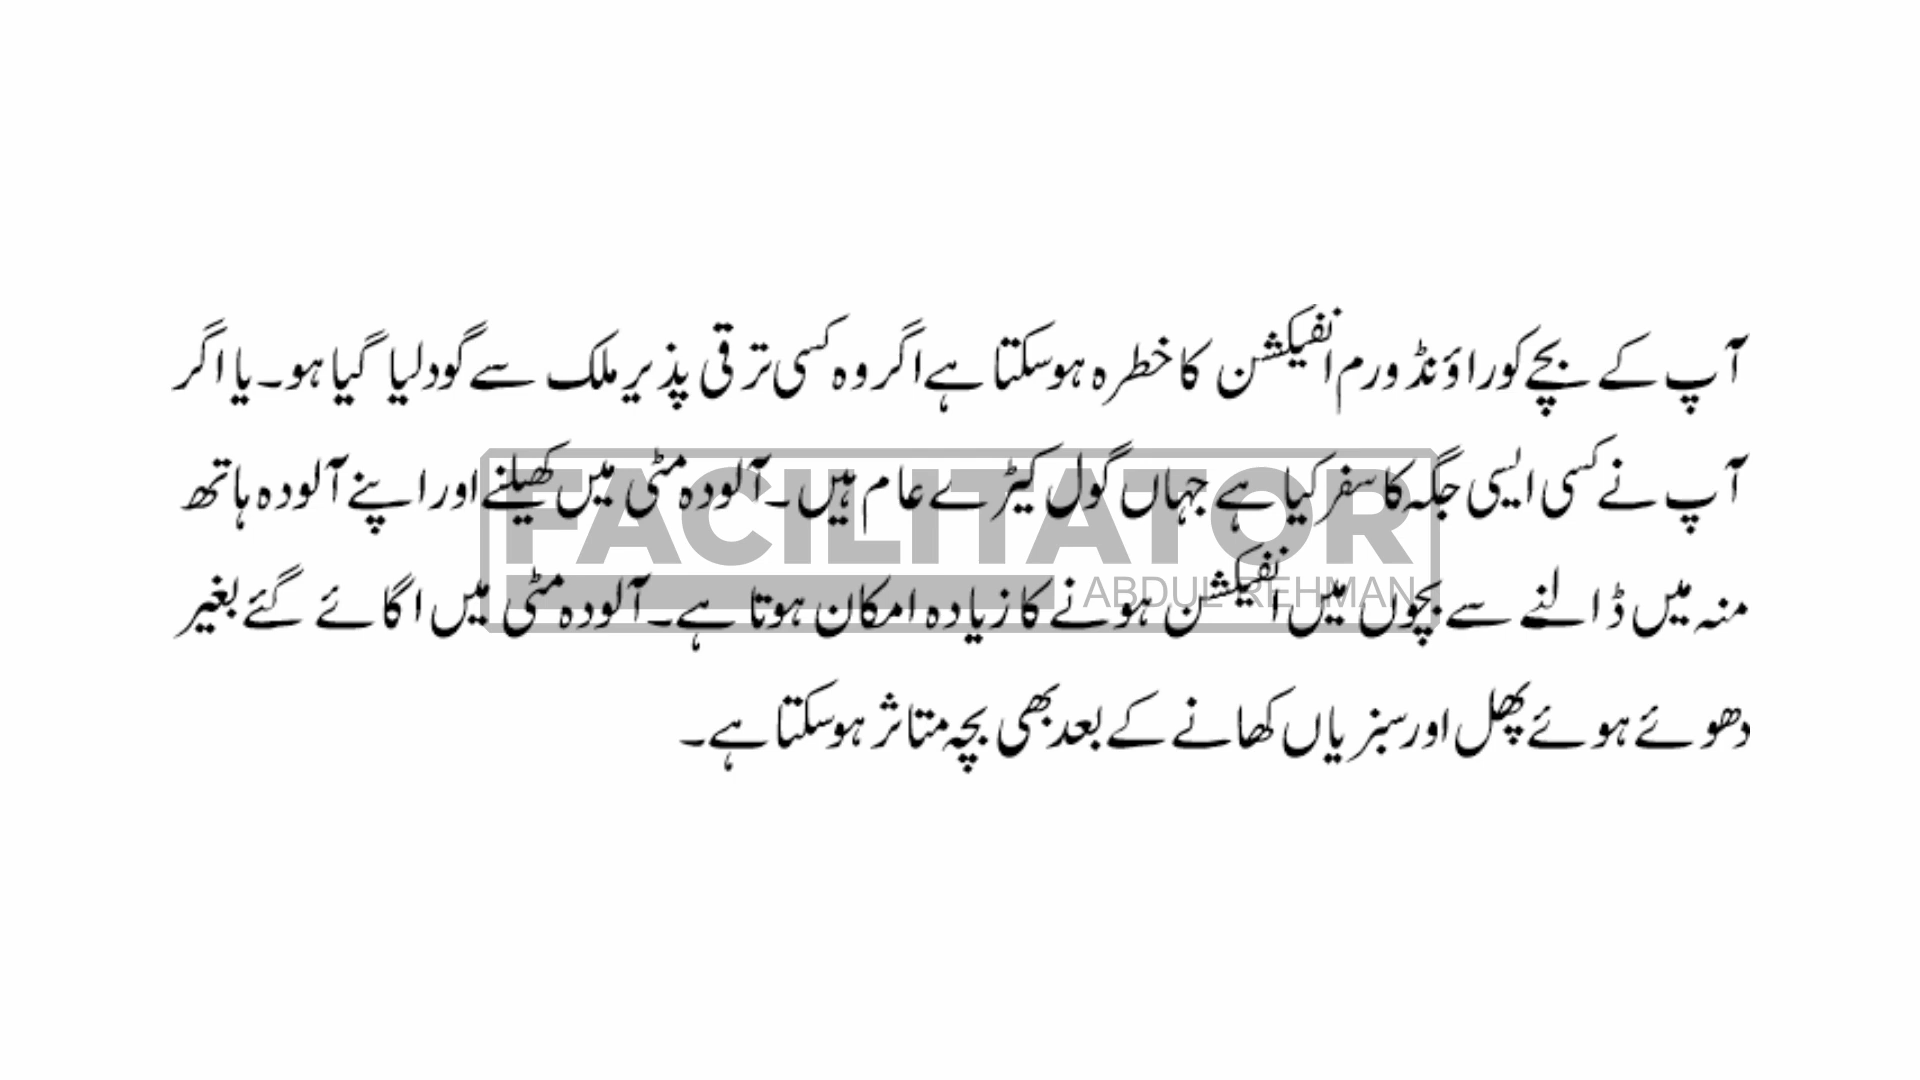 آپ کے بچے کو راؤنڈ ورم انفیکشن کا خطرہ ہو سکتا ہے اگر وہ کسی ترقی پذیر ملک سے گود لیا گیا ہو۔ یا اگر
آپ نے کسی ایسی جگہ کا سفر کیا ہے جہاں گول کیڑے عام ہیں۔ آلودہ مٹی میں کھیلنے اور اپنے آلودہ ہاتھ
FACILITATOR
منہ میں ڈالنے سے بچوں میں انفیکشن ہونے کا زیادہ امکان ہوتا ہے۔ آلودہ مٹی میں اگائے گئے بغیر
ABDUL REHMAN
دھوئے ہوئے پھل اور سبزیاں کھانے کے بعد بھی بچہ متاثر ہو سکتا ہے۔